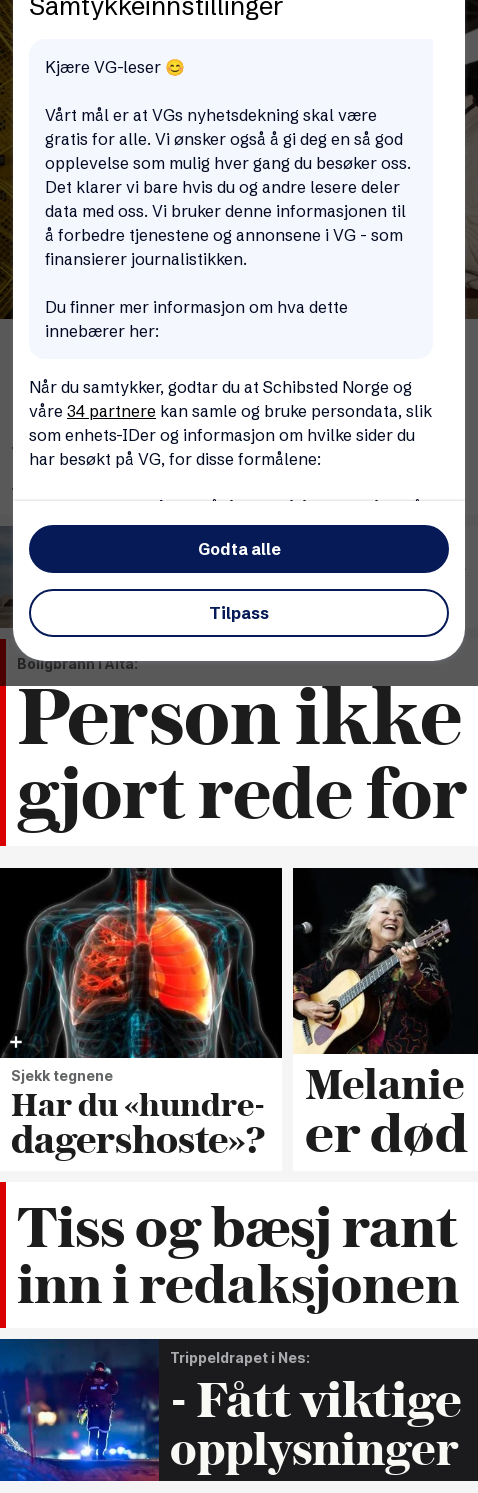 Samtykkeinnstillinger
Kjære VG-leser 😊
Vårt mål er at VGs nyhetsdekning skal være
gratis for alle. Vi ønsker også å gi deg en så god
opplevelse som mulig hver gang du besøker oss.
Det klarer vi bare hvis du og andre lesere deler
data med oss. Vi bruker denne informasjonen til
å forbedre tjenestene og annonsene i VG - som
finansierer journalistikken.
Du finner mer informasjon om hva dette
innebærer her:
Når du samtykker, godtar du at Schibsted Norge og
våre 34 partnere kan samle og bruke persondata, slik
som enhets-IDer og informasjon om hvilke sider du
har besøkt på VG, for disse formålene:
Godta alle
Tilpass
Boligbrann i Alta:
Person ikke
gjort rede for
Sjekk tegnene
Har du «hundre-
dagershoste»?
Melanie
er død
Tiss og bæsj rant
inn i redaksjonen
Trippeldrapet i Nes:
- Fått viktige
opplysninger